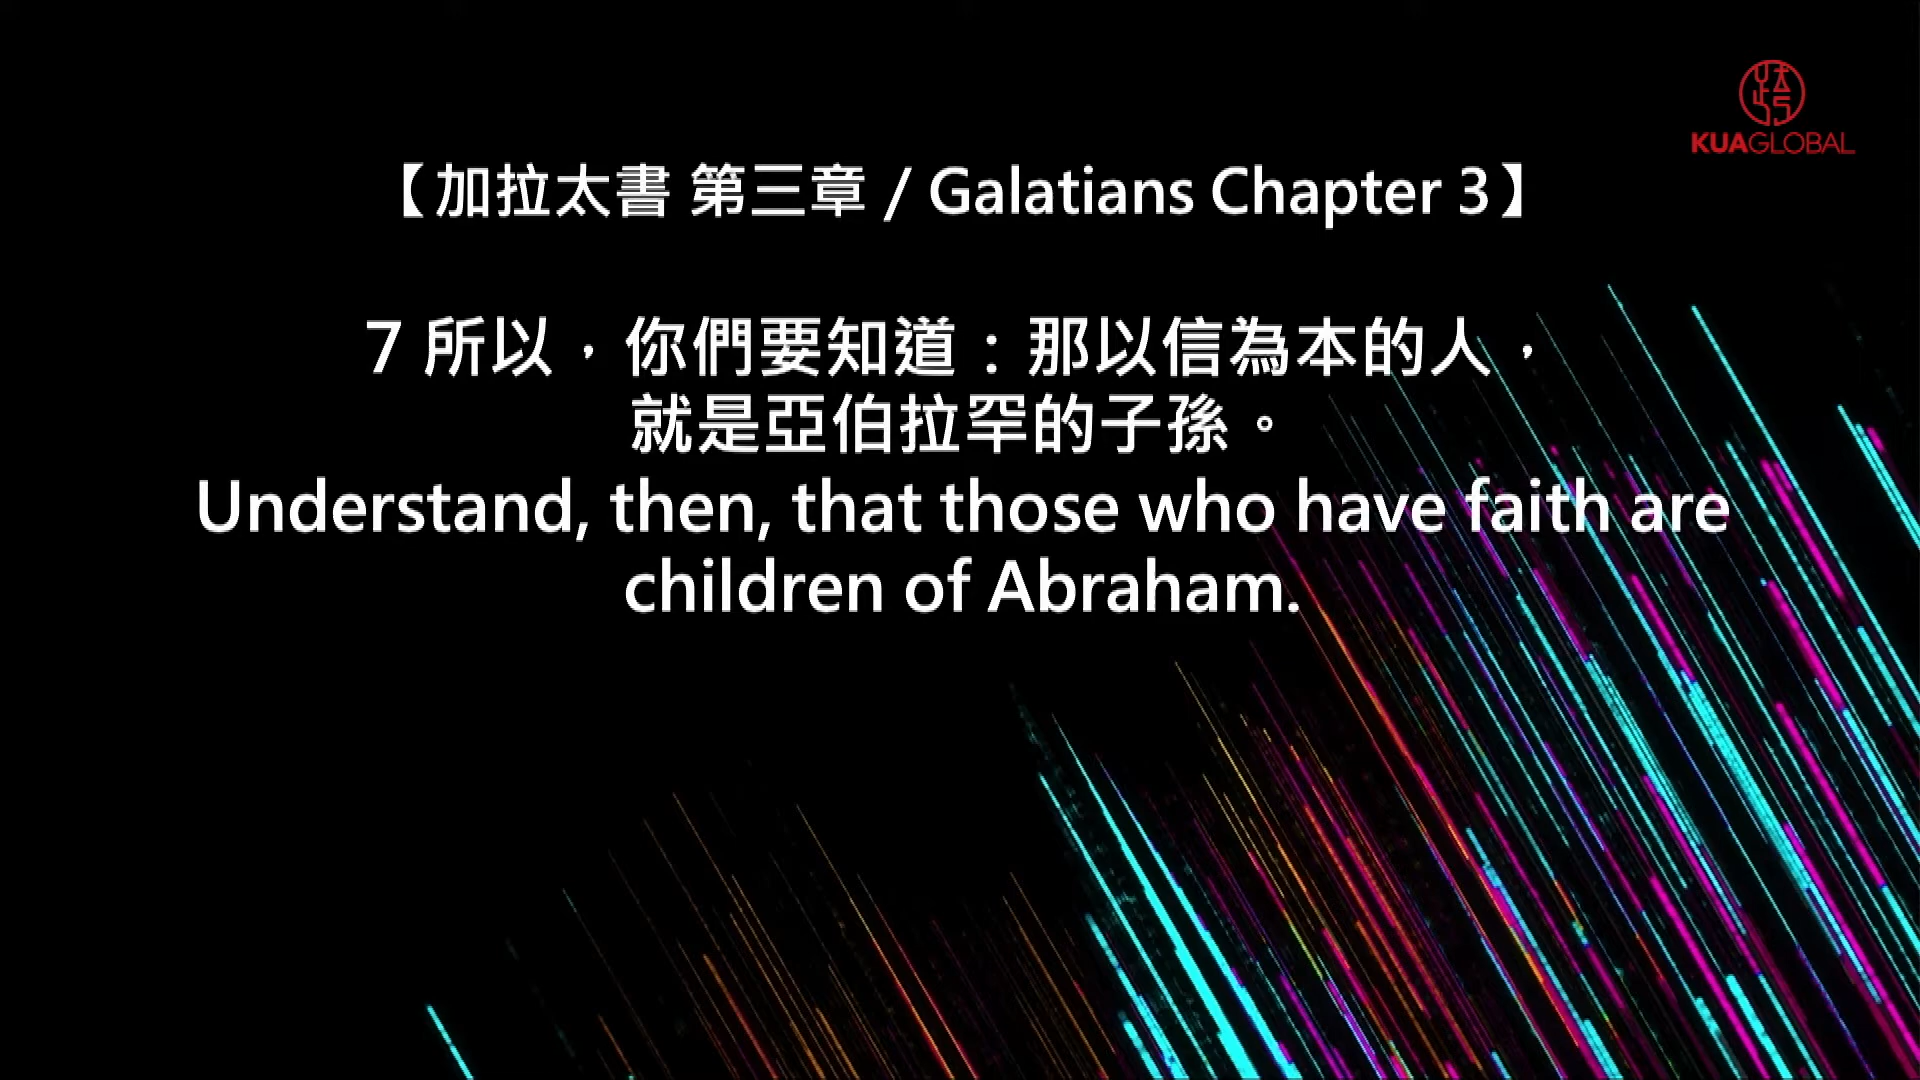 KUAGLOBAL
【加拉太書 第三章 / Galatians Chapter 3】
7 所以，你們要知道：那以信為本的人，
就是亞伯拉罕的子孫。
Understand, then, that those who have faith are
children of Abraham.